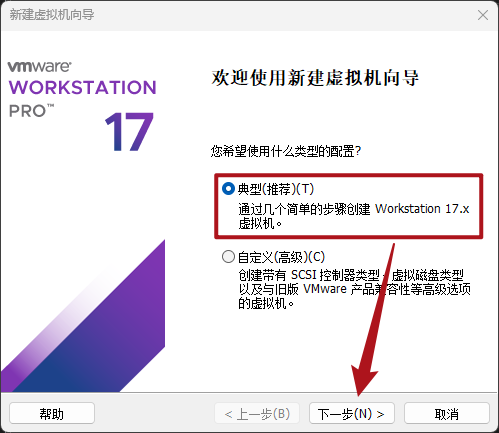 新建虚拟机向导
vmware
WORKSTATION
PRO™
17
欢迎使用新建虚拟机向导
您希望使用什么类型的配置?
典型(推荐)(T)
通过几个简单的步骤创建 Workstation 17.x
虚拟机。
自定义(高级)(C)
创建带有 SCSI 控制器类型、虚拟磁盘类型
以及与旧版 VMware 产品兼容性等高级选项
的虚拟机。
帮助
< 上一步(B)
下一步(N) >
取消